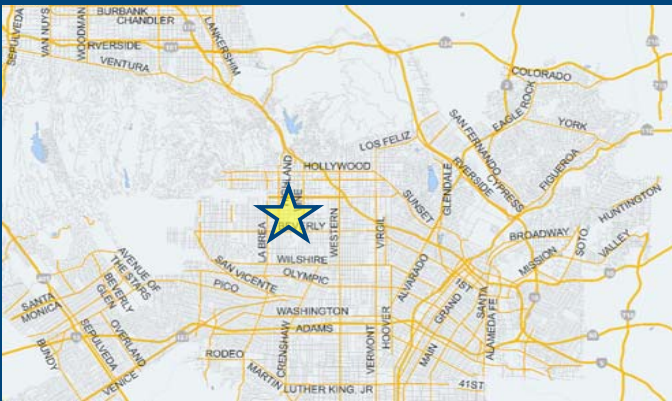 BURBANK
CHANDLER
SEPULVEDA
VAN NUYS
WOODMAN
RIVERSIDE
LANKERSHIM
VENTURA
COLORADO
EAGLE ROCK
YORK
SAN FERNANDO
LOS FELIZ
RIVERSIDE
CYPRESS
FIGUEROA
HOLLYWOOD
GLENDALE
SUNSET
HUNTINGTON
LA BREA
WESTERN
VIRGIL
BROADWAY
SOTO
VALLEY
MISSION
WILSHIRE
AVENUE OF
THE STARS
BEVERLY
GLEN
SAN VICENTE
OLYMPIC
PICO
ALVARADO
1ST
GRAND
SANTA
ALAMEDA FE
SANTA
MONICA
WASHINGTON
ADAMS
OVERLAND
SEPULVEDA
BUNDY
VENICE
RODEO
CRENSHAW
VERMONT
HOOVER
MAIN
MARTIN
LUTHER KING, JR
41ST